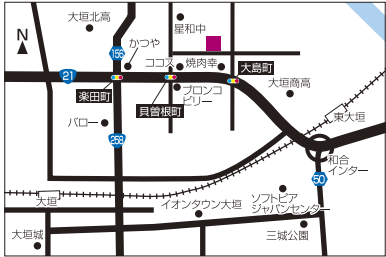 大垣北高
星和中
N
156
かつや
ココス
焼肉幸
大島町
21
楽田町
貝曽根町
ブロンコ
ビリー
大垣商高
バロー
258
東大垣
和合
インター
50
大垣
イオンタウン大垣
ソフトピア
ジャパンセンター
大垣城
三城公園